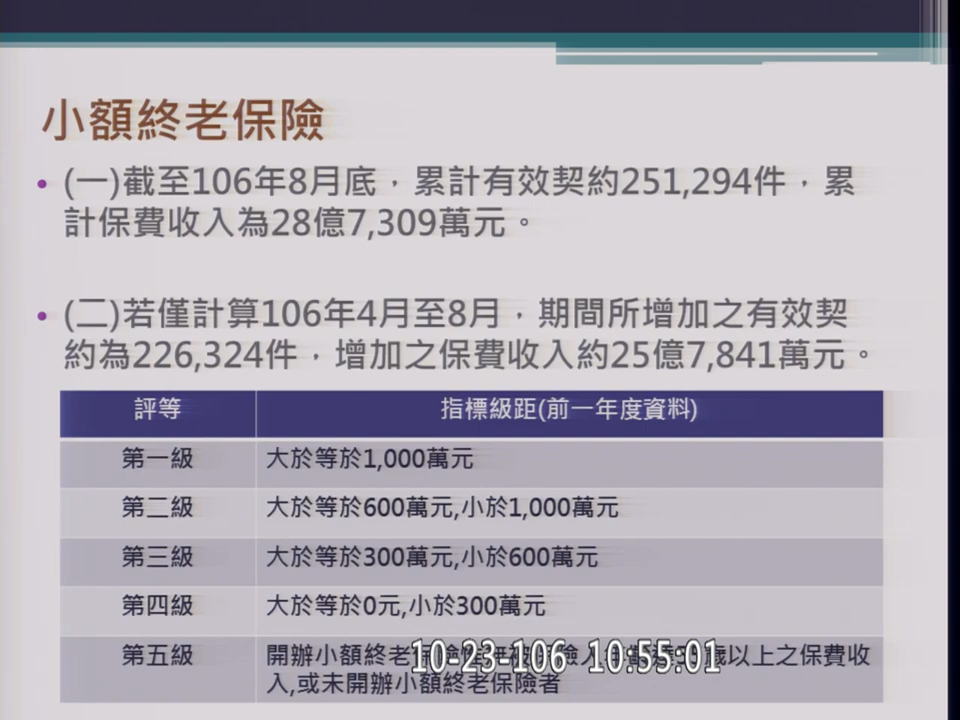 小額終老保險
(一)截至106年8月底，累計有效契約251,294件，累
計保費收入為28億7,309萬元。
(二)若僅計算106年4月至8月，期間所增加之有效契
約為226,324件，增加之保費收入約25億7,841萬元。
評等 指標級距(前一年度資料)
第一級 大於等於1,000萬元
第二級 大於等於600萬元,小於1,000萬元
第三級 大於等於300萬元,小於600萬元
第四級 大於等於0元,小於300萬元
第五級 開辦小額終老保險 歲以上之保費收
入,或未開辦小額終老保險者
10-23-106 10:55:01